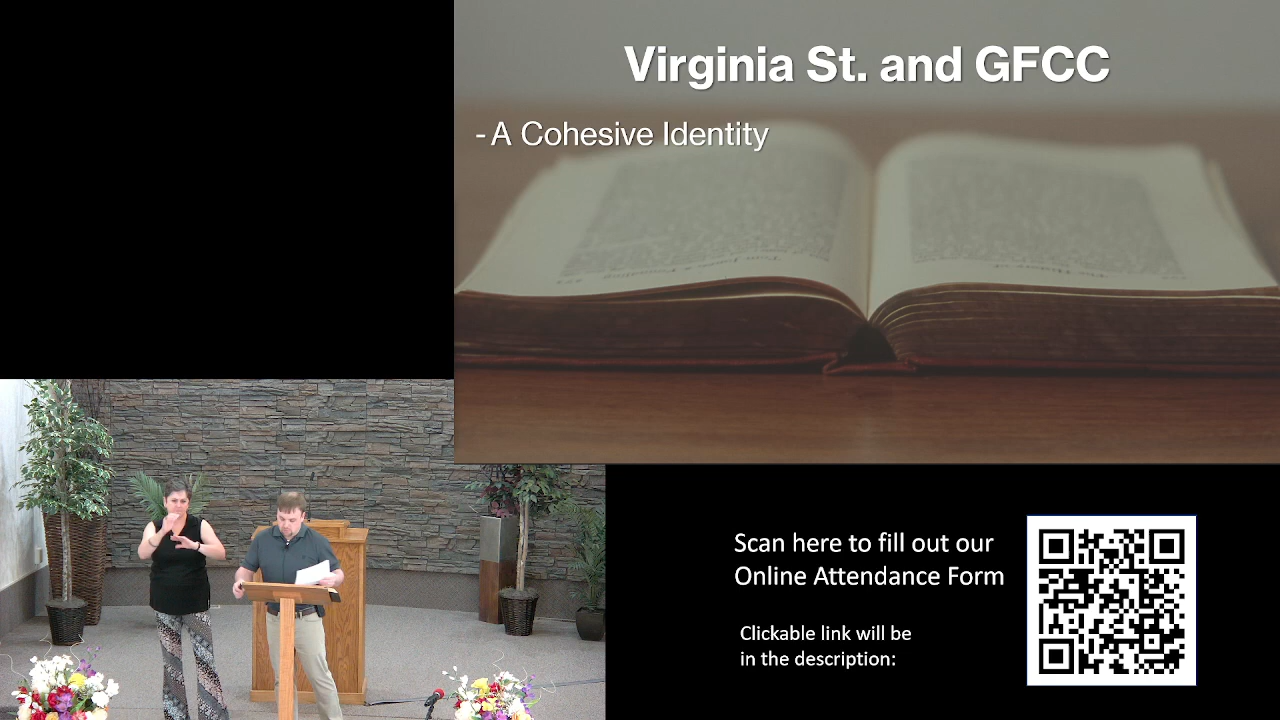 Virginia St. and GFCC
- A Cohesive Identity
Scan here to fill out our
Online Attendance Form
Clickable link will be
in the description: